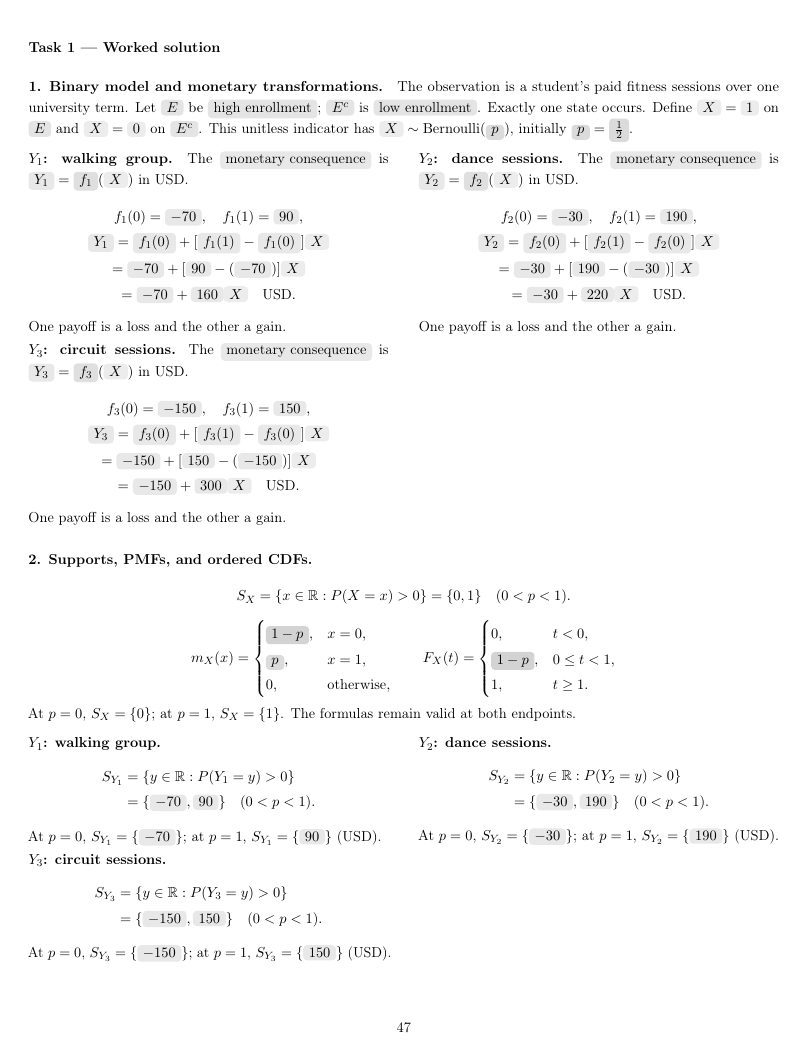 Task 1 — Worked solution
1. Binary model and monetary transformations. The observation is a student's paid fitness sessions over one
university term. Let E be high enrollment ; Eᶜ is low enrollment . Exactly one state occurs. Define X = 1 on
E and X = 0 on Eᶜ . This unitless indicator has X ∼ Bernoulli( p ), initially p = 1/2 .
Y₁: walking group. The monetary consequence is
Y₁ = f₁ ( X ) in USD.
f₁(0) = −70 , f₁(1) = 90 ,
Y₁ = f₁(0) + [ f₁(1) − f₁(0) ] X
= −70 + [ 90 − ( −70 )] X
= −70 + 160 X USD.
One payoff is a loss and the other a gain.
Y₂: dance sessions. The monetary consequence is
Y₂ = f₂ ( X ) in USD.
f₂(0) = −30 , f₂(1) = 190 ,
Y₂ = f₂(0) + [ f₂(1) − f₂(0) ] X
= −30 + [ 190 − ( −30 )] X
= −30 + 220 X USD.
One payoff is a loss and the other a gain.
Y₃: circuit sessions. The monetary consequence is
Y₃ = f₃ ( X ) in USD.
f₃(0) = −150 , f₃(1) = 150 ,
Y₃ = f₃(0) + [ f₃(1) − f₃(0) ] X
= −150 + [ 150 − ( −150 )] X
= −150 + 300 X USD.
One payoff is a loss and the other a gain.
2. Supports, PMFs, and ordered CDFs.
S_X = {x ∈ ℝ : P(X = x) > 0} = {0, 1} (0 < p < 1).
m_X(x) = { 1 − p , x = 0,
p , x = 1,
0, otherwise,
F_X(t) = { 0, t < 0,
1 − p , 0 ≤ t < 1,
1, t ≥ 1.
At p = 0, S_X = {0}; at p = 1, S_X = {1}. The formulas remain valid at both endpoints.
Y₁: walking group.
S_Y₁ = {y ∈ ℝ : P(Y₁ = y) > 0}
= { −70 , 90 } (0 < p < 1).
At p = 0, S_Y₁ = { −70 }; at p = 1, S_Y₁ = { 90 } (USD).
Y₂: dance sessions.
S_Y₂ = {y ∈ ℝ : P(Y₂ = y) > 0}
= { −30 , 190 } (0 < p < 1).
At p = 0, S_Y₂ = { −30 }; at p = 1, S_Y₂ = { 190 } (USD).
Y₃: circuit sessions.
S_Y₃ = {y ∈ ℝ : P(Y₃ = y) > 0}
= { −150 , 150 } (0 < p < 1).
At p = 0, S_Y₃ = { −150 }; at p = 1, S_Y₃ = { 150 } (USD).
47